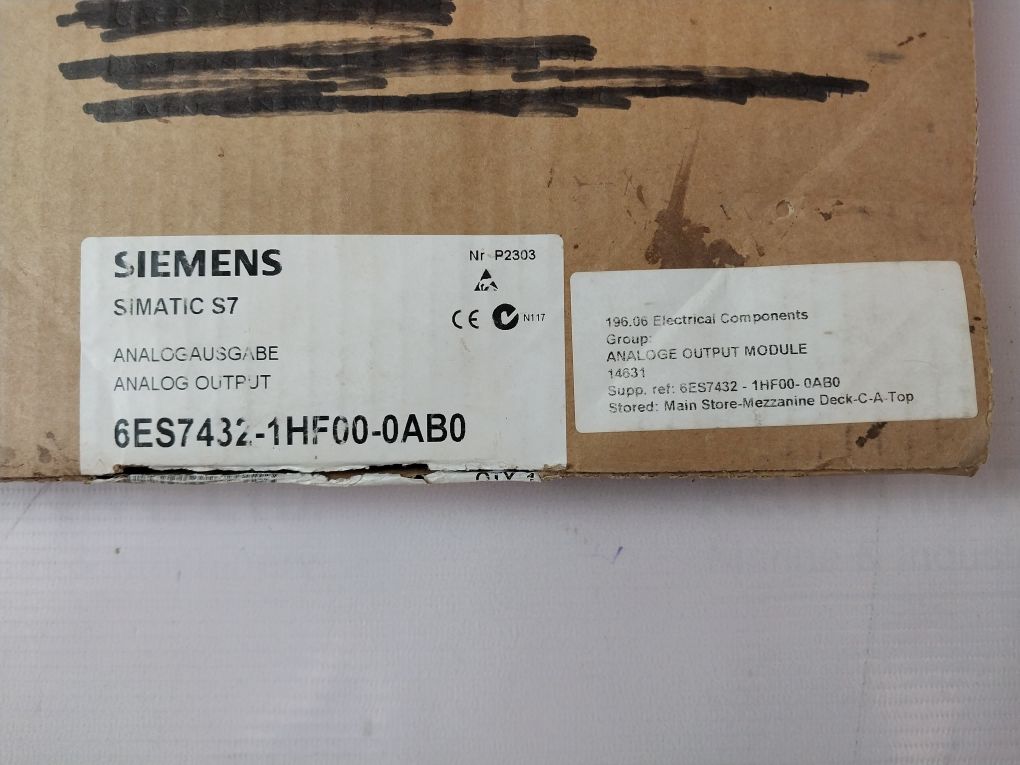 SIEMENS
Nr P2303
SIMATIC S7
CE N117
ANALOGAUSGABE
ANALOG OUTPUT
6ES7432-1HF00-0AB0
196.06 Electrical Components
Group:
ANALOGE OUTPUT MODULE
14631
Supp. ref: 6ES7432 - 1HF00- 0AB0
Stored: Main Store-Mezzanine Deck-C-A-Top